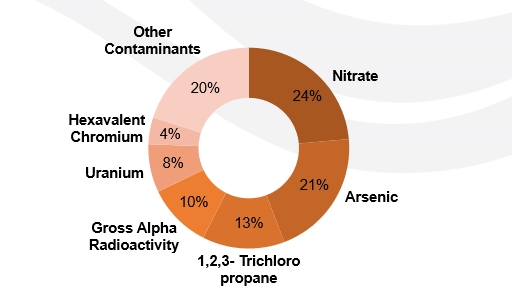 Other
Contaminants
20%
Nitrate
24%
Hexavalent
Chromium
4%
Uranium
8%
Arsenic
21%
Gross Alpha
Radioactivity
10%
13%
1,2,3- Trichloro
propane